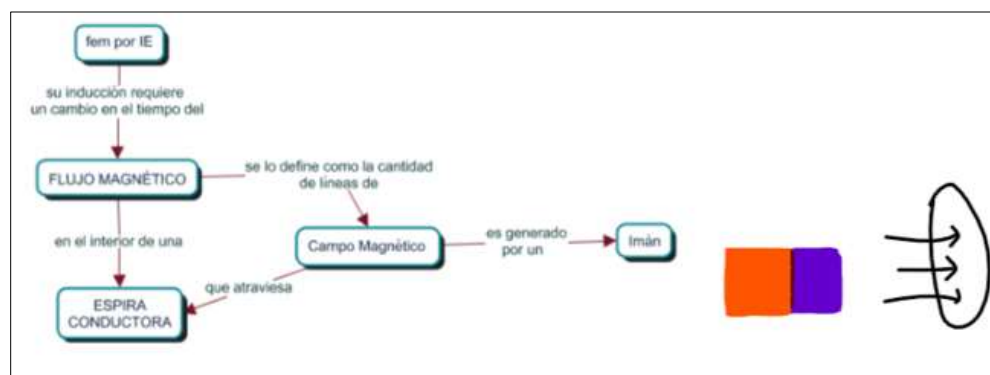 fem por IE
su inducción requiere
un cambio en el tiempo del
FLUJO MAGNÉTICO
se lo define como la cantidad
de líneas de
en el interior de una
Campo Magnético
es generado
por un
Imán
que atraviesa
ESPIRA
CONDUCTORA